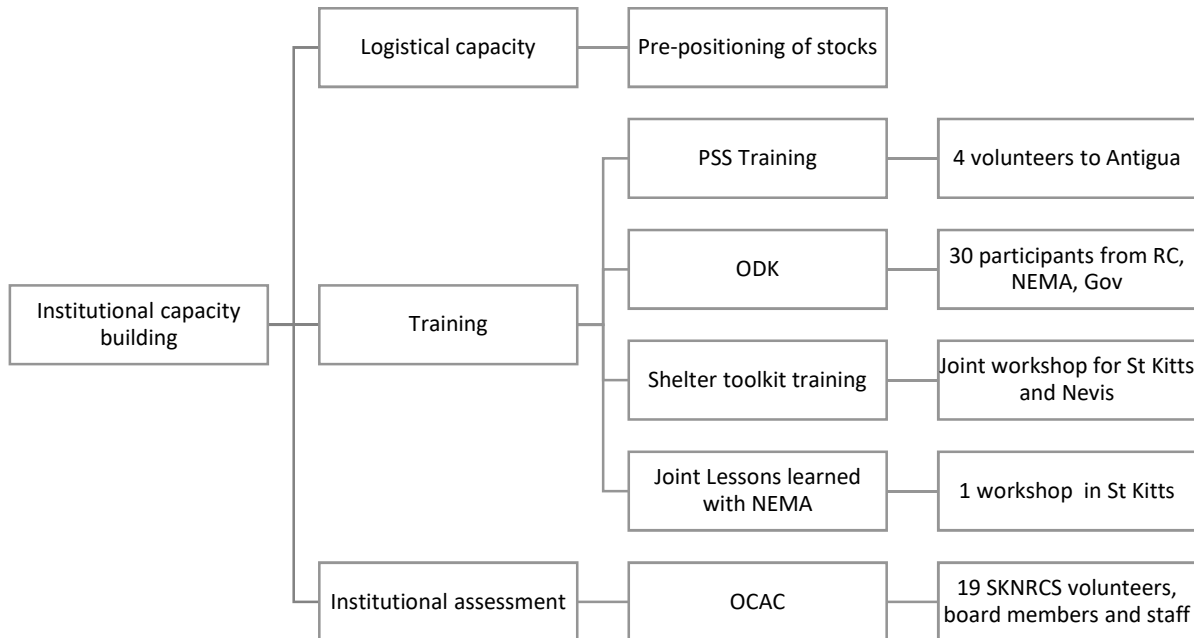 Logistical capacity
Pre-positioning of stocks
PSS Training
4 volunteers to Antigua
ODK
30 participants from RC,
NEMA, Gov
Institutional capacity
building
Training
Shelter toolkit training
Joint workshop for St Kitts
and Nevis
Joint Lessons learned
with NEMA
1 workshop in St Kitts
Institutional assessment
OCAC
19 SKNRCS volunteers,
board members and staff